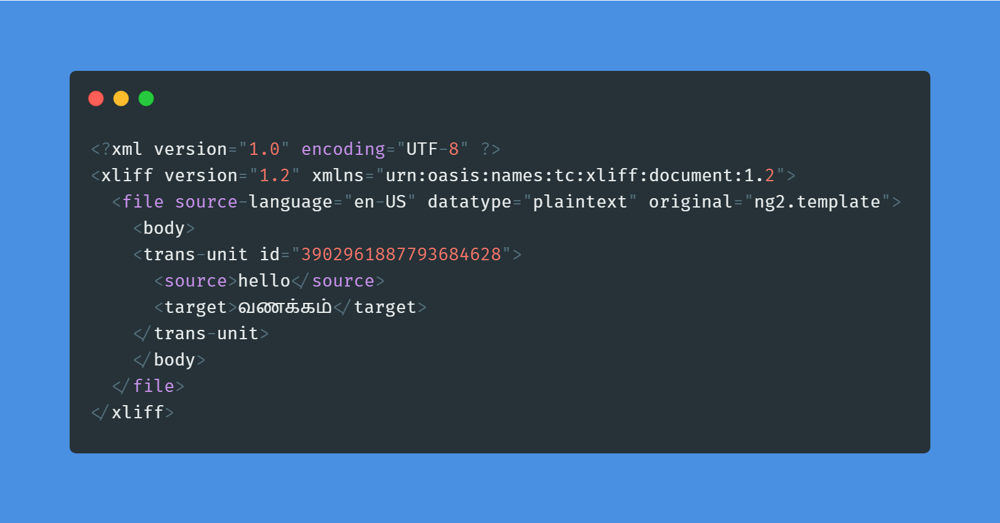 <?xml version="1.0" encoding="UTF-8" ?>
<xliff version="1.2" xmlns="urn:oasis:names:tc:xliff:document:1.2">
<file source-language="en-US" datatype="plaintext" original="ng2.template">
<body>
<trans-unit id="3902961887793684628">
<source>hello</source>
<target>வணக்கம்</target>
</trans-unit>
</body>
</file>
</xliff>